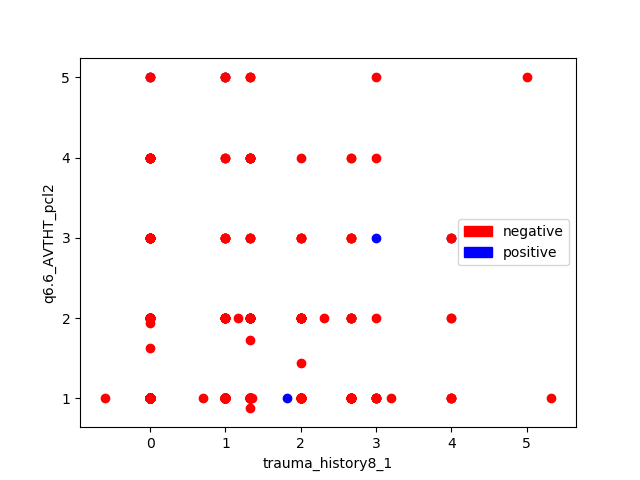 5
4
3
2
1
q6.6_AVTHT_pcl2
negative
positive
0 1 2 3 4 5
trauma_history8_1